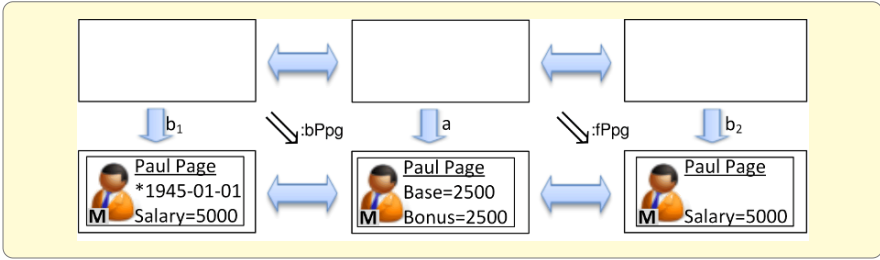 b₁
:bPpg
a
:fPpg
b₂
Paul Page
*1945-01-01
M Salary=5000
Paul Page
Base=2500
M Bonus=2500
Paul Page
M Salary=5000